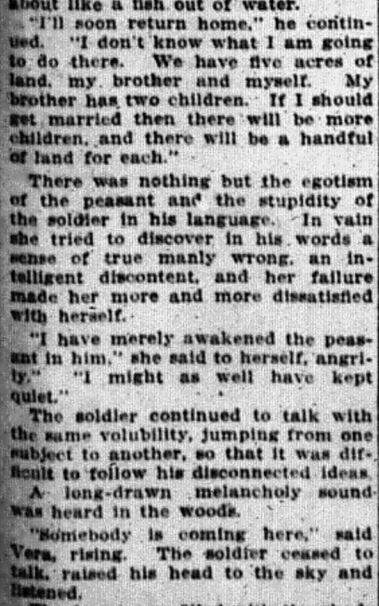 about like a fish out of water.
"I'll soon return home," he contin-
ued. "I don't know what I am going
to do there. We have five acres of
land, my brother and myself. My
brother has two children. If I should
get married then there will be more
children, and there will be a handful
of land for each."
There was nothing but the egotism
of the peasant and the stupidity of
the soldier in his language. In vain
she tried to discover in his words a
sense of true manly wrong, an in-
telligent discontent, and her failure
made her more and more dissatisfied
with herself.
"I have merely awakened the peas-
ant in him," she said to herself, angri-
ly." "I might as well have kept
quiet."
The soldier continued to talk with
the same volubility, jumping from one
subject to another, so that it was dif-
ficult to follow his disconnected ideas.
A long-drawn melancholy sound
was heard in the woods.
"Somebody is coming here," said
Vera, rising. The soldier ceased to
talk, raised his head to the sky and
listened.